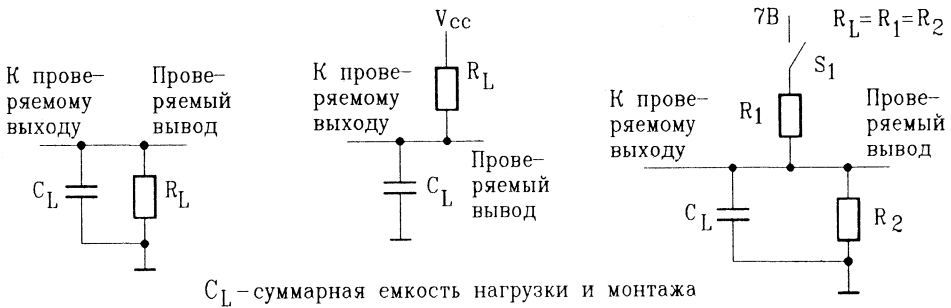 К прове-
ряемому
выходу
Прове-
ряемый
вывод
C_L
R_L
Vcc
К прове-
ряемому
выходу
R_L
C_L
Прове-
ряемый
вывод
7В
R_L=R_1=R_2
S_1
К прове-
ряемому
выходу
R_1
Прове-
ряемый
вывод
C_L
R_2
C_L-суммарная емкость нагрузки и монтажа